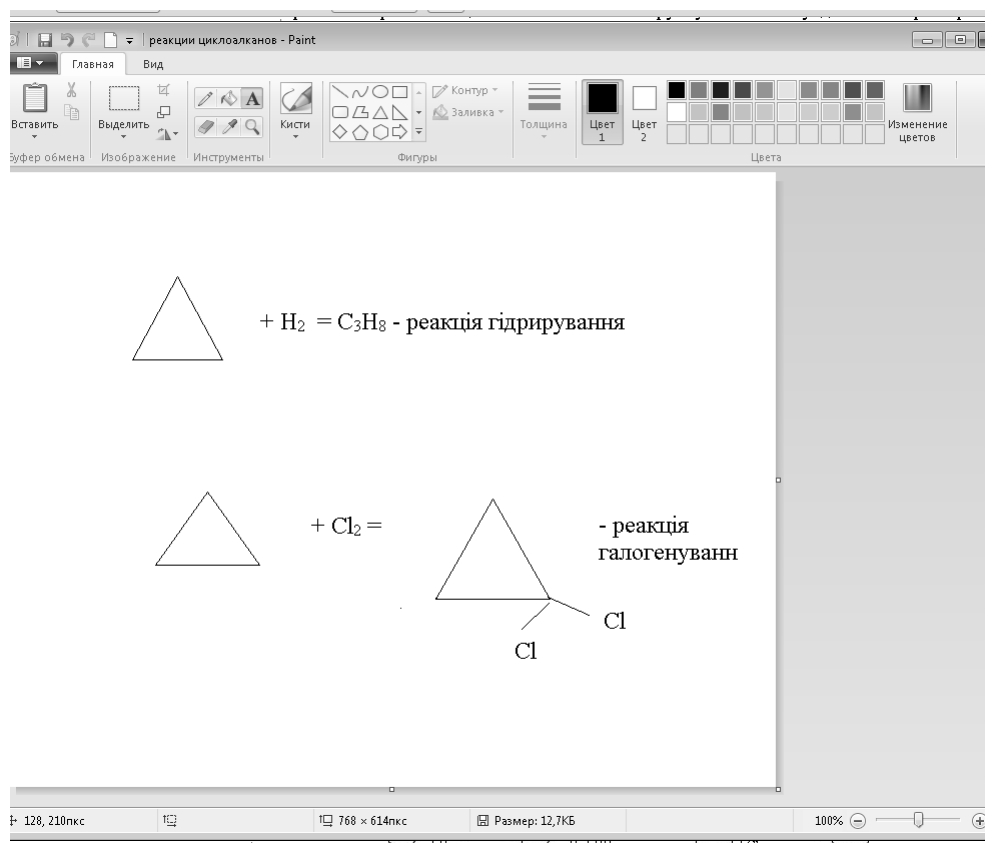 реакции циклоалканов - Paint
Главная Вид
Вставить Выделить Кисти Контур Заливка Толщина Цвет 1 Цвет 2 Изменение цветов
Буфер обмена Изображение Инструменты Фигуры Цвета
+ H₂ = C₃H₈ - реакція гідрирування
+ Cl₂ = - реакція
галогенуванн
Cl
Cl
128, 210пкс 768 × 614пкс Размер: 12,7КБ 100%